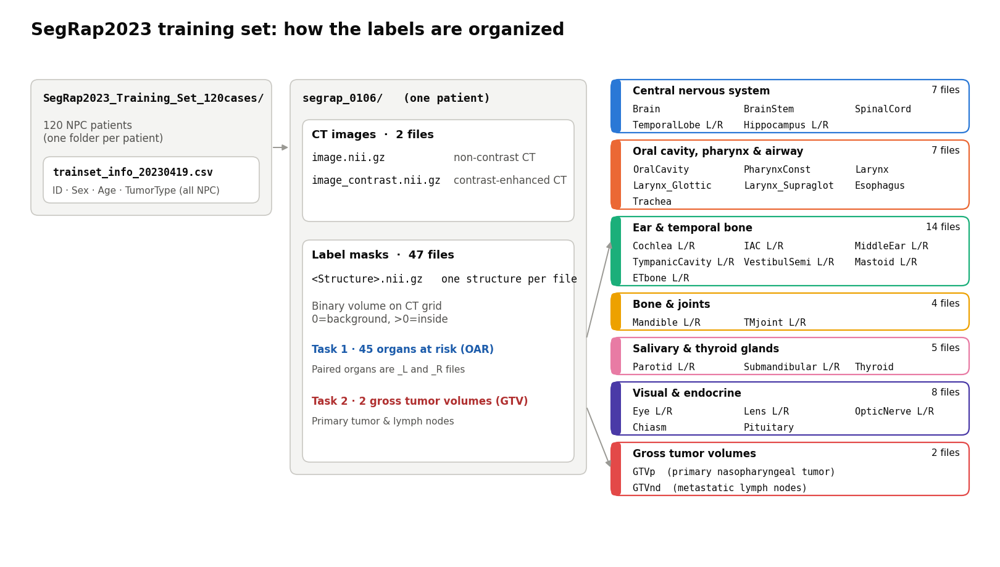 SegRap2023 training set: how the labels are organized
SegRap2023_Training_Set_120cases/
120 NPC patients
(one folder per patient)
trainset_info_20230419.csv
ID · Sex · Age · TumorType (all NPC)
segrap_0106/ (one patient)
CT images · 2 files
image.nii.gz non-contrast CT
image_contrast.nii.gz contrast-enhanced CT
Label masks · 47 files
<Structure>.nii.gz one structure per file
Binary volume on CT grid
0=background, >0=inside
Task 1 · 45 organs at risk (OAR)
Paired organs are _L and _R files
Task 2 · 2 gross tumor volumes (GTV)
Primary tumor & lymph nodes
Central nervous system 7 files
Brain BrainStem SpinalCord
TemporalLobe L/R Hippocampus L/R
Oral cavity, pharynx & airway 7 files
OralCavity PharynxConst Larynx
Larynx_Glottic Larynx_Supraglot Esophagus
Trachea
Ear & temporal bone 14 files
Cochlea L/R IAC L/R MiddleEar L/R
TympanicCavity L/R VestibulSemi L/R Mastoid L/R
ETbone L/R
Bone & joints 4 files
Mandible L/R TMjoint L/R
Salivary & thyroid glands 5 files
Parotid L/R Submandibular L/R Thyroid
Visual & endocrine 8 files
Eye L/R Lens L/R OpticNerve L/R
Chiasm Pituitary
Gross tumor volumes 2 files
GTVp (primary nasopharyngeal tumor)
GTVnd (metastatic lymph nodes)